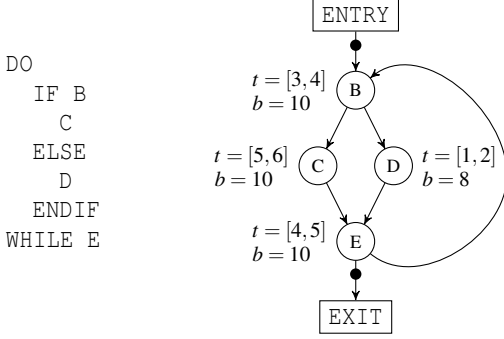 DO
IF B
C
ELSE
D
ENDIF
WHILE E
ENTRY
t = [3,4]
b = 10
B
t = [5,6]
b = 10
C
D
t = [1,2]
b = 8
t = [4,5]
b = 10
E
EXIT